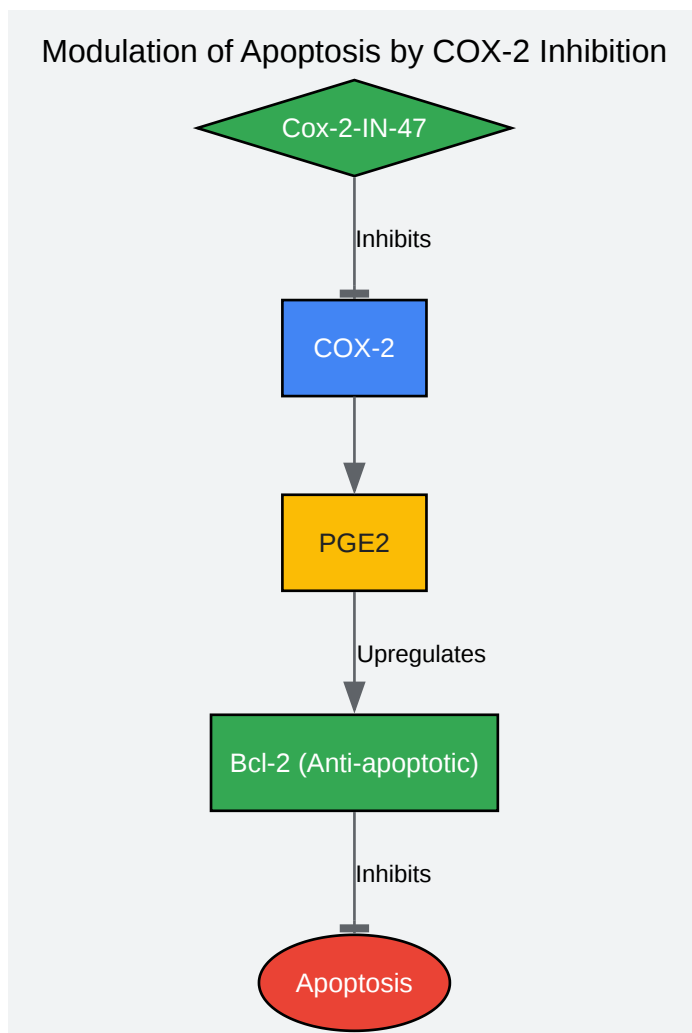 Modulation of Apoptosis by COX-2 Inhibition
Cox-2-IN-47
Inhibits
COX-2
PGE2
Upregulates
Bcl-2 (Anti-apoptotic)
Inhibits
Apoptosis